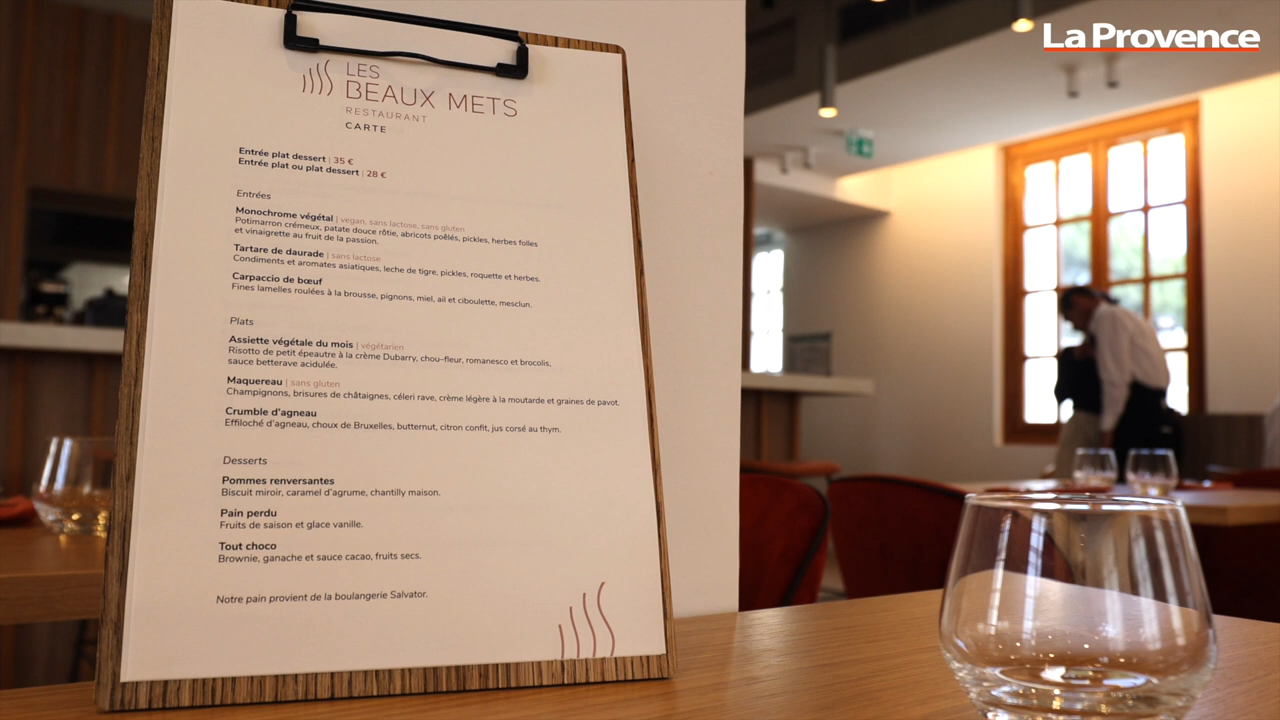 La Provence
LES
BEAUX METS
RESTAURANT
CARTE
Entrée plat dessert | 35 €
Entrée plat ou plat dessert | 28 €
Entrées
Monochrome végétal | vegan, sans lactose, sans gluten
Potimarron crémeux, patate douce rôtie, abricots poêlés, pickles, herbes folles
et vinaigrette au fruit de la passion.
Tartare de daurade | sans lactose
Condiments et aromates asiatiques, leche de tigre, pickles, roquette et herbes.
Carpaccio de bœuf
Fines lamelles roulées à la brousse, pignons, miel, ail et ciboulette, mesclun.
Plats
Assiette végétale du mois | végétarien
Risotto de petit épeautre à la crème Dubarry, chou-fleur, romanesco et brocolis,
sauce betterave acidulée.
Maquereau | sans gluten
Champignons, brisures de châtaignes, céleri rave, crème légère à la moutarde et graines de pavot.
Crumble d'agneau
Effiloché d'agneau, choux de Bruxelles, butternut, citron confit, jus corsé au thym.
Desserts
Pommes renversantes
Biscuit miroir, caramel d'agrume, chantilly maison.
Pain perdu
Fruits de saison et glace vanille.
Tout choco
Brownie, ganache et sauce cacao, fruits secs.
Notre pain provient de la boulangerie Salvator.